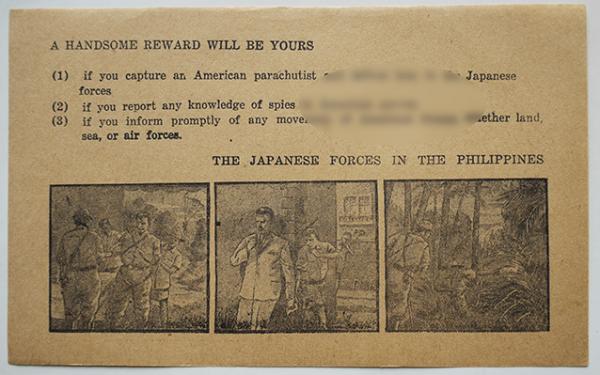 A HANDSOME REWARD WILL BE YOURS
(1) if you capture an American parachutist Japanese
forces
(2) if you report any knowledge of spies
(3) if you inform promptly of any land,
sea, or air forces.
THE JAPANESE FORCES IN THE PHILIPPINES